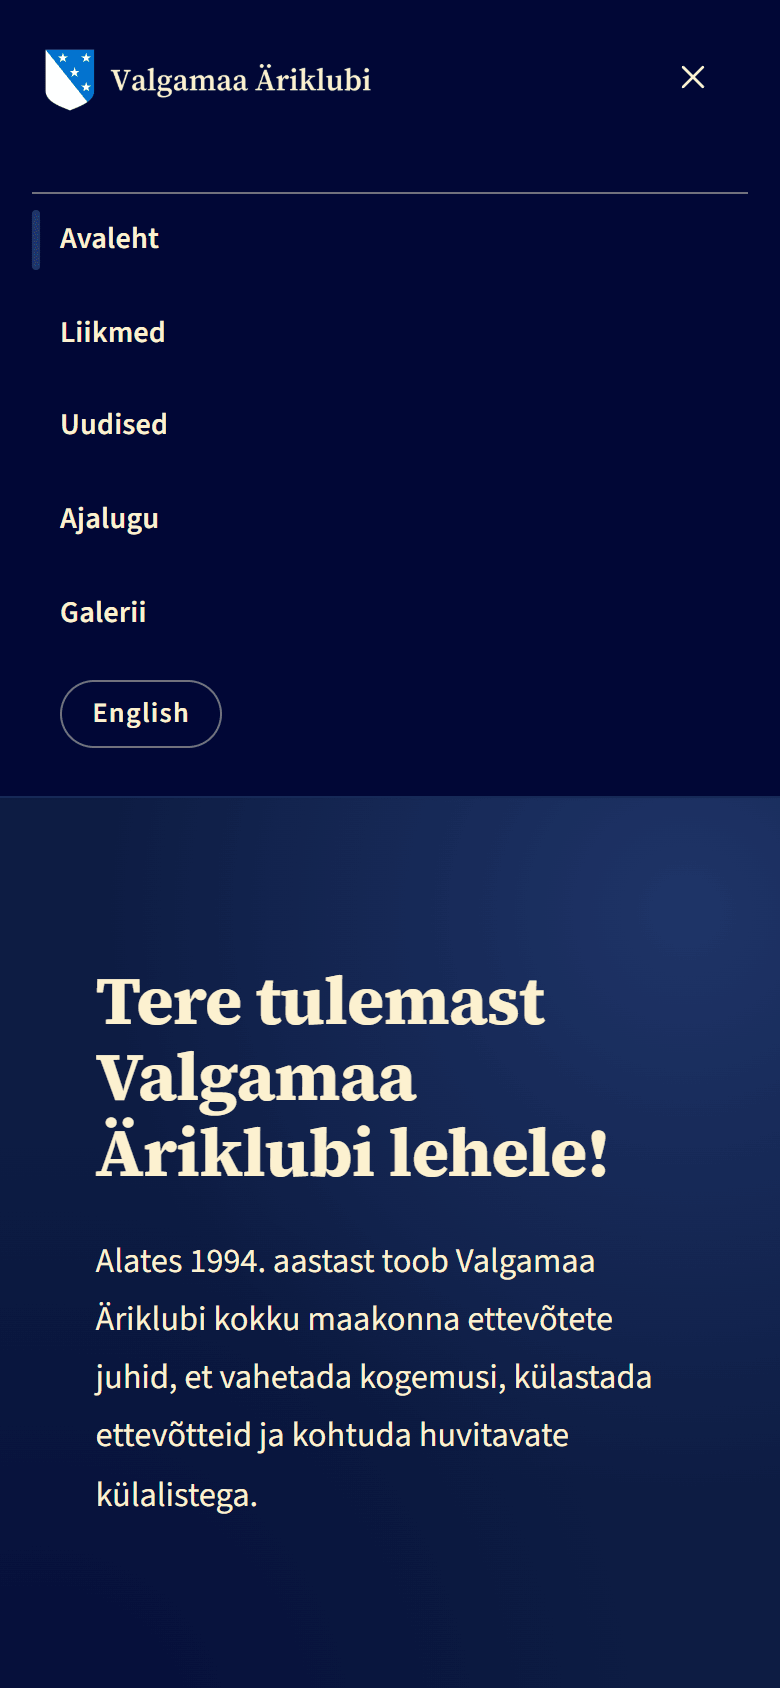 Valgamaa Äriklubi
Avaleht
Liikmed
Uudised
Ajalugu
Galerii
English
Tere tulemast
Valgamaa
Äriklubi lehele!
Alates 1994. aastast toob Valgamaa
Äriklubi kokku maakonna ettevõtete
juhid, et vahetada kogemusi, külastada
ettevõtteid ja kohtuda huvitavate
külalistega.